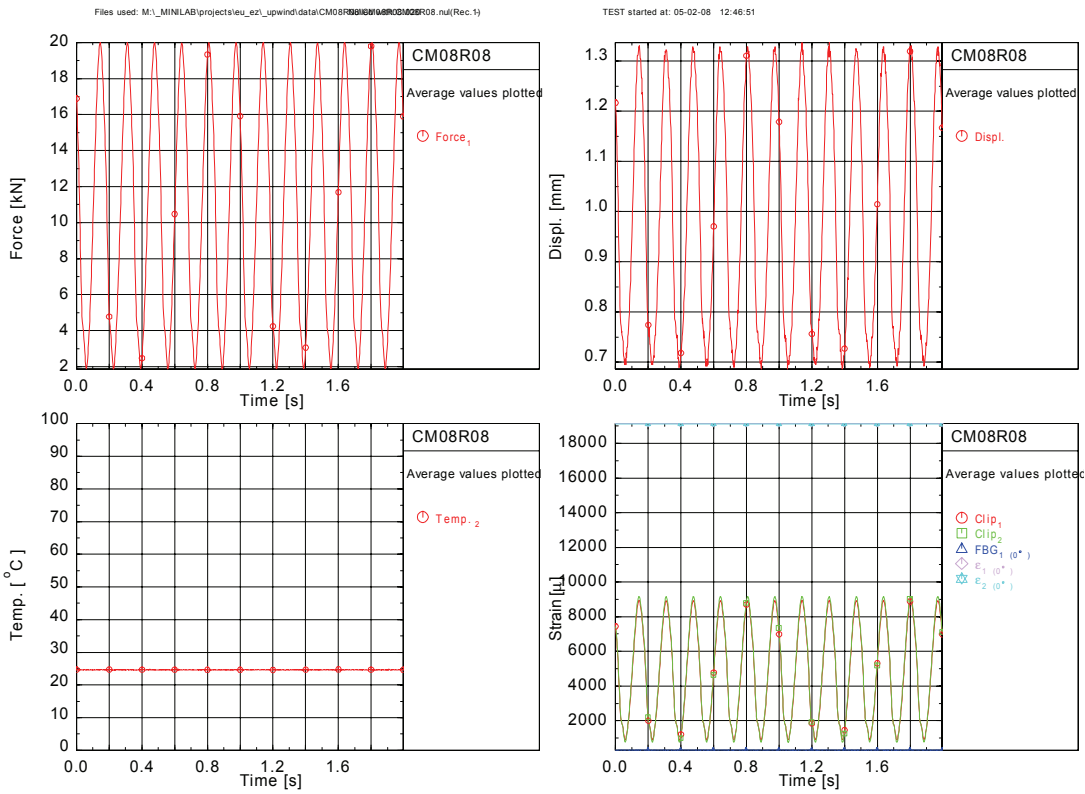 Files used: M:\_MINILAB\projects\eu_ez\_upwind\data\CM08R08
R08.nul(Rec.1-)
TEST started at: 05-02-08 12:46:51
20
18
16
14
12
10
8
6
4
2
Force [kN]
0.0 0.4 0.8 1.2 1.6
Time [s]
CM08R08
Average values plotted
Force1
1.3
1.2
1.1
1.0
0.9
0.8
0.7
Displ. [mm]
0.0 0.4 0.8 1.2 1.6
Time [s]
CM08R08
Average values plotted
Displ.
100
90
80
70
60
50
40
30
20
10
0
Temp. [ °C ]
0.0 0.4 0.8 1.2 1.6
Time [s]
CM08R08
Average values plotted
Temp. 2
18000
16000
14000
12000
10000
8000
6000
4000
2000
Strain [µ]
0.0 0.4 0.8 1.2 1.6
Time [s]
CM08R08
Average values plotted
Clip1
Clip2
FBG1 (0°)
ε1 (0°)
ε2 (0°)